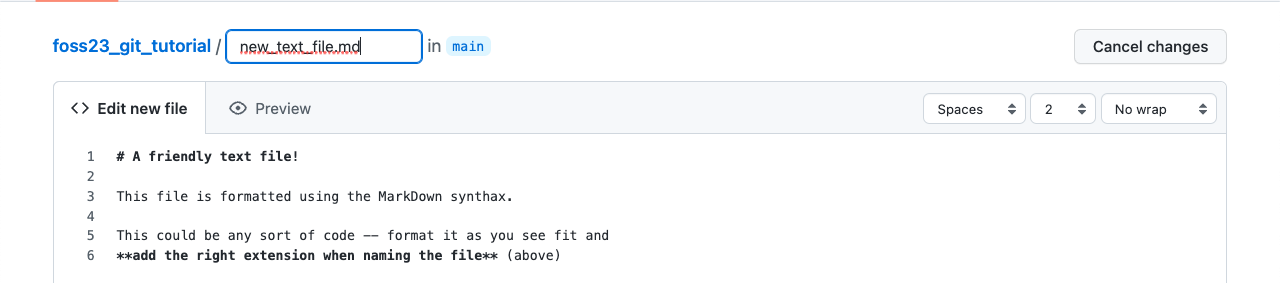 foss23_git_tutorial / new_text_file.md in main Cancel changes
Edit new file Preview Spaces 2 No wrap
1 # A friendly text file!
2
3 This file is formatted using the MarkDown synthax.
4
5 This could be any sort of code -- format it as you see fit and
6 **add the right extension when naming the file** (above)